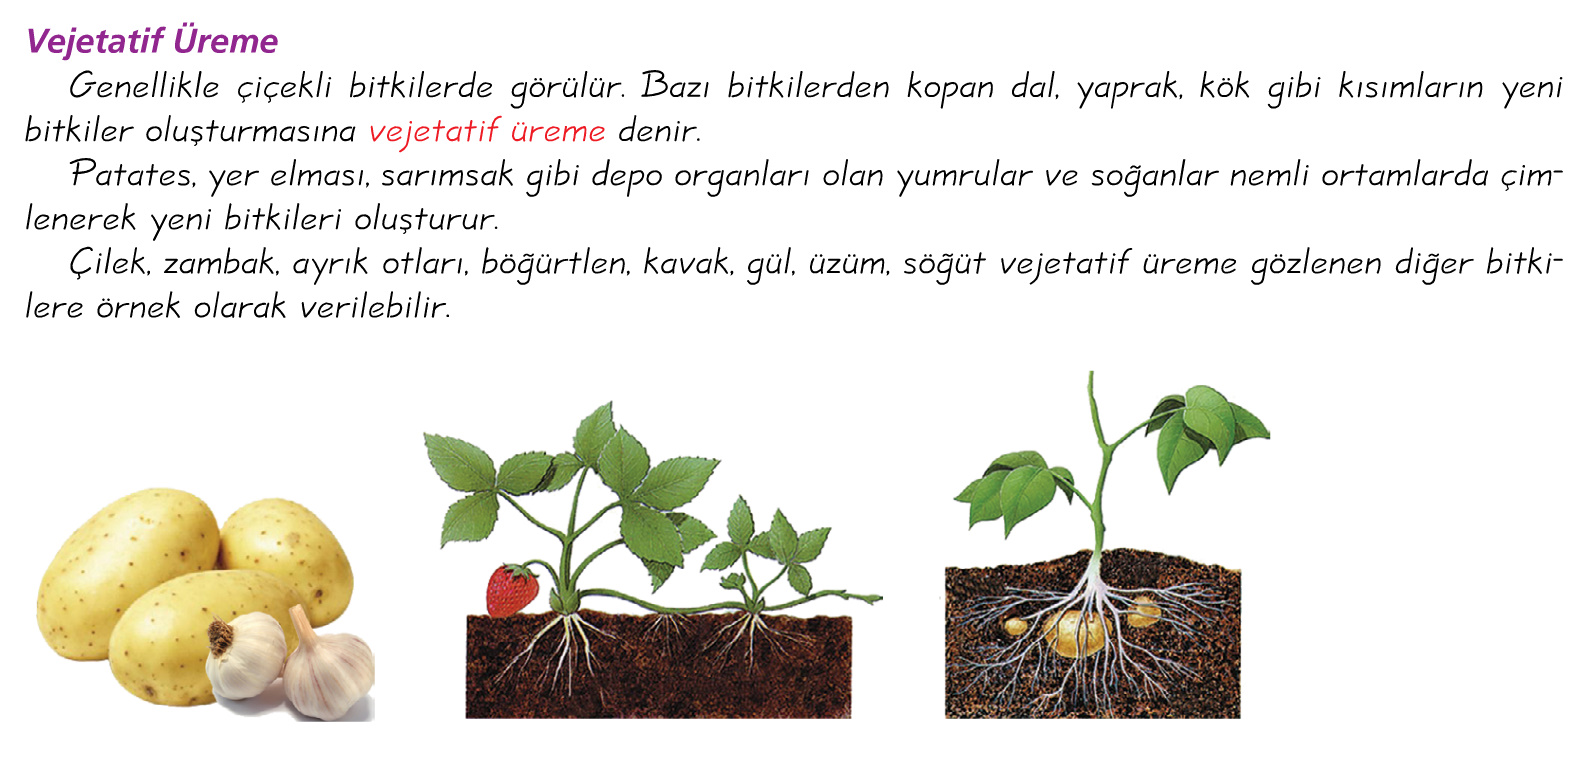 Vejetatif Üreme
Genellikle çiçekli bitkilerde görülür. Bazı bitkilerden kopan dal, yaprak, kök gibi kısımların yeni
bitkiler oluşturmasına vejetatif üreme denir.
Patates, yer elması, sarımsak gibi depo organları olan yumrular ve soğanlar nemli ortamlarda çim-
lenerek yeni bitkileri oluşturur.
Çilek, zambak, ayrık otları, böğürtlen, kavak, gül, üzüm, söğüt vejetatif üreme gözlenen diğer bitki-
lere örnek olarak verilebilir.